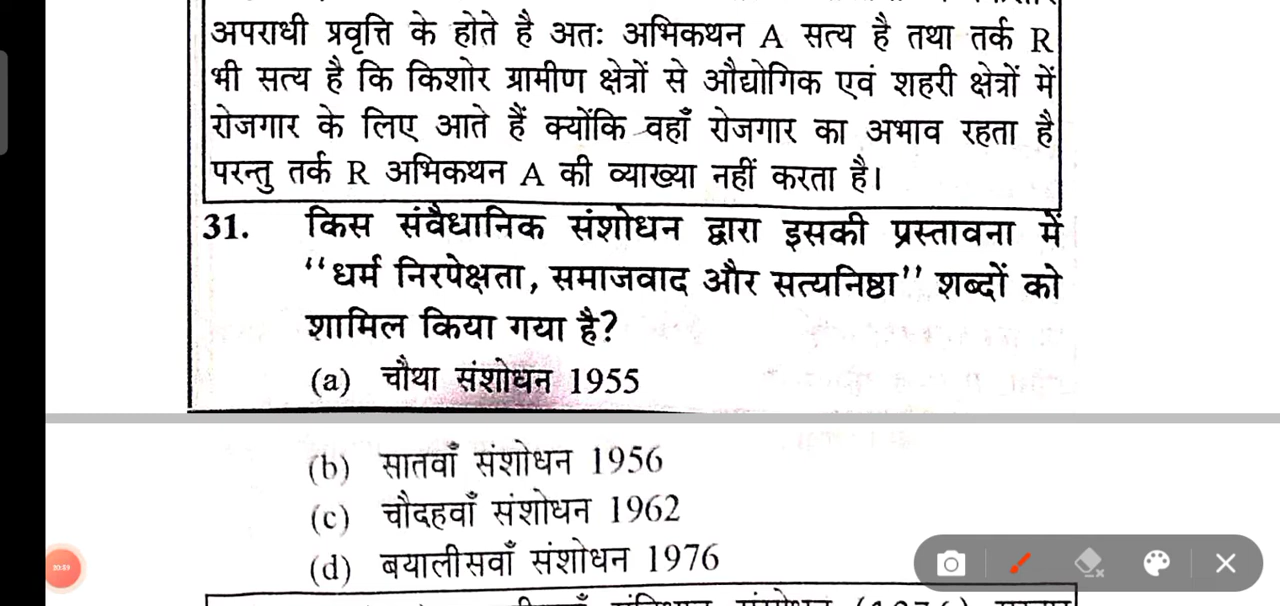 अपराधी प्रवृत्ति के होते है अतः अभिकथन A सत्य है तथा तर्क R
भी सत्य है कि किशोर ग्रामीण क्षेत्रों से औद्योगिक एवं शहरी क्षेत्रों में
रोजगार के लिए आते हैं क्योंकि वहाँ रोजगार का अभाव रहता है
परन्तु तर्क R अभिकथन A की व्याख्या नहीं करता है।
31. किस संवैधानिक संशोधन द्वारा इसकी प्रस्तावना में
‘‘धर्म निरपेक्षता, समाजवाद और सत्यनिष्ठा’’ शब्दों को
शामिल किया गया है?
(a) चौथा संशोधन 1955
(b) सातवाँ संशोधन 1956
(c) चौदहवाँ संशोधन 1962
(d) बयालीसवाँ संशोधन 1976